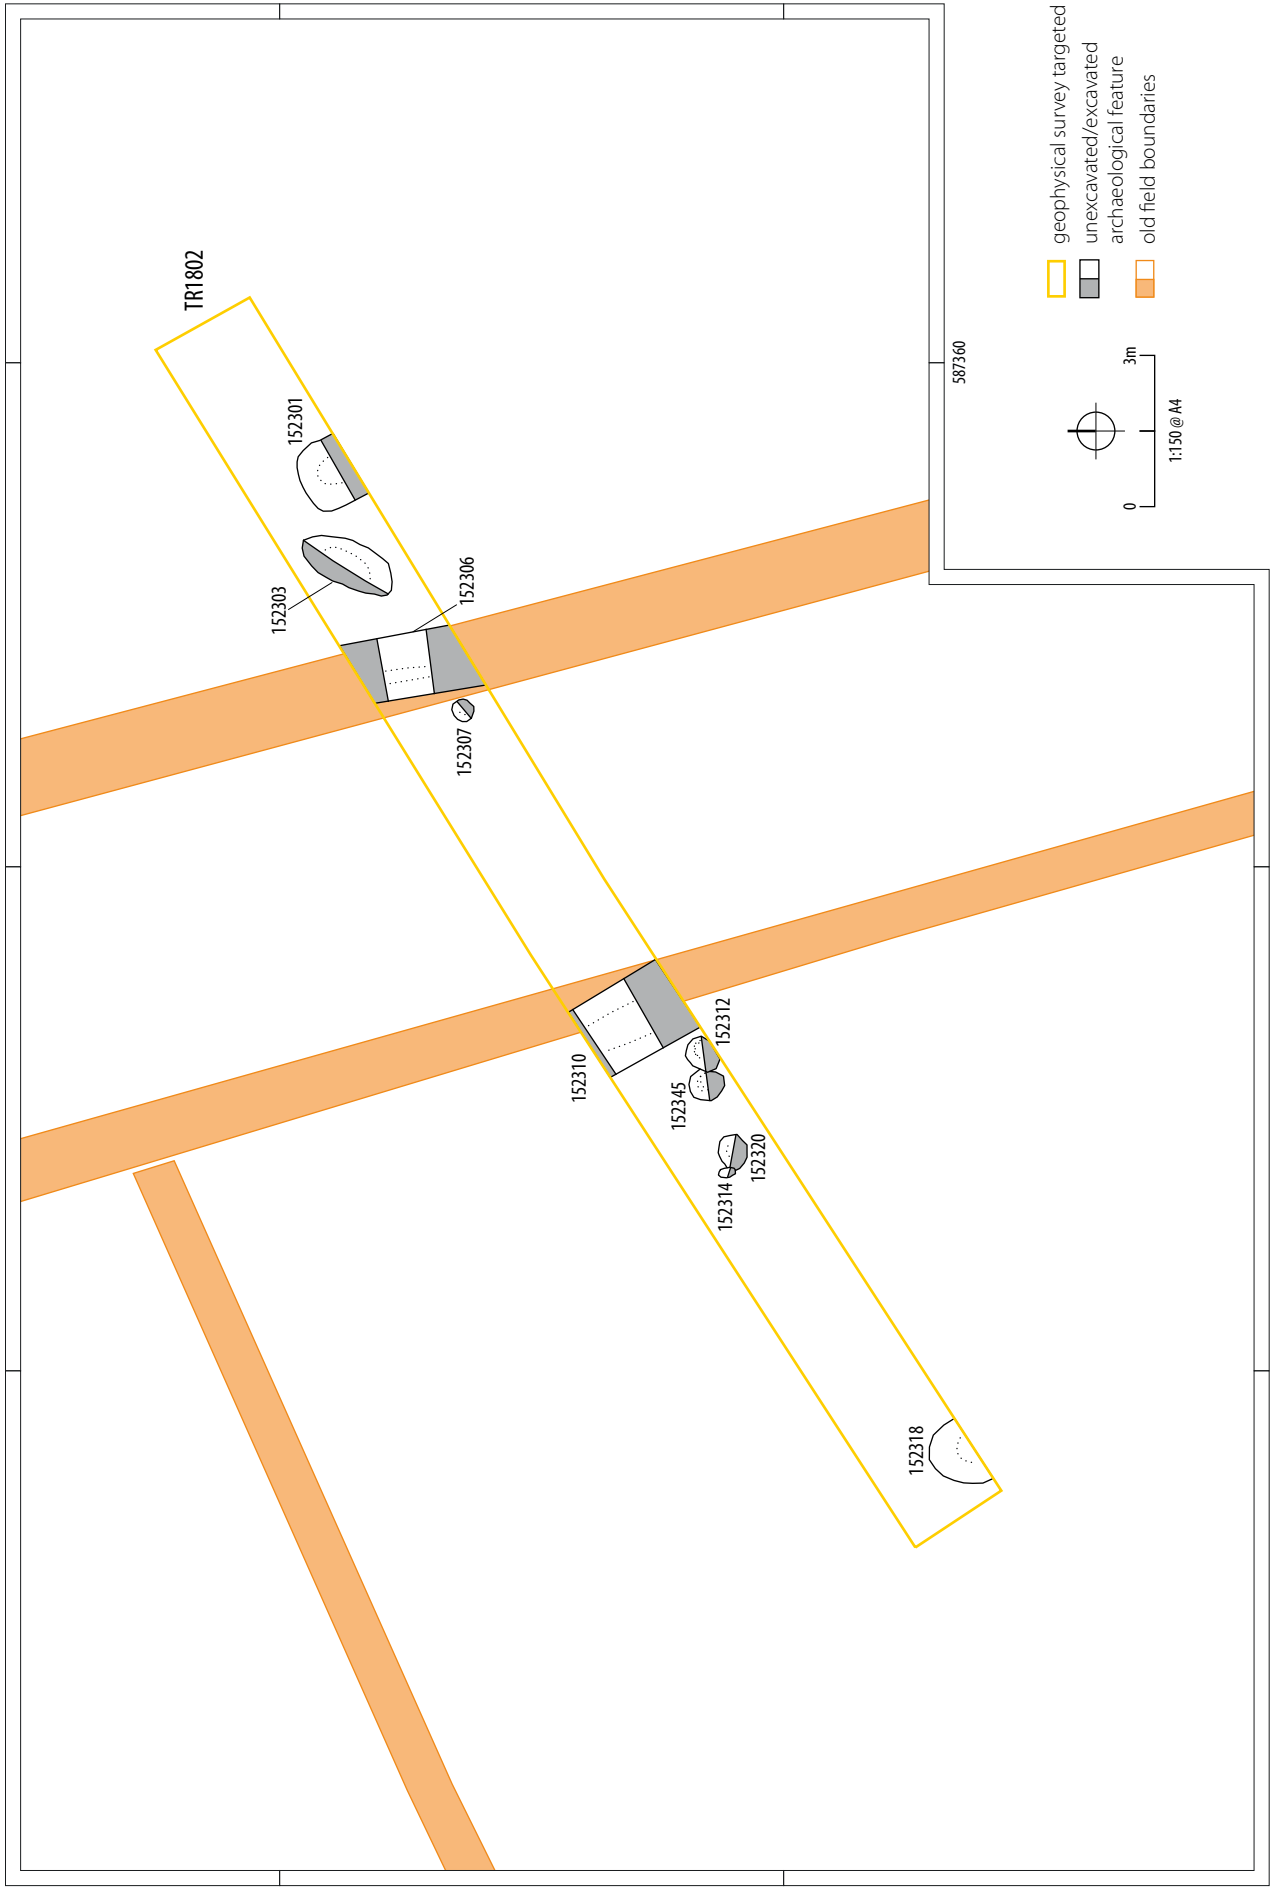 TR1802
152301
152303
152306
152307
152310
152312
152345
152320
152314
152318
587360
geophysical survey targeted
unexcavated/excavated
archaeological feature
old field boundaries
0
3m
1:150 @ A4